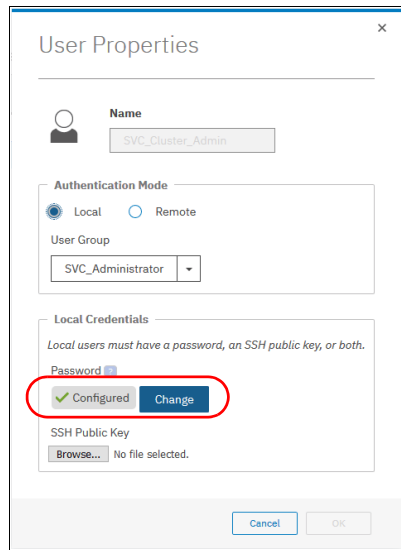 ×
User Properties
Name
SVC_Cluster_Admin
Authentication Mode
Local Remote
User Group
SVC_Administrator
Local Credentials
Local users must have a password, an SSH public key, or both.
Password ?
Configured Change
SSH Public Key
Browse... No file selected.
Cancel OK